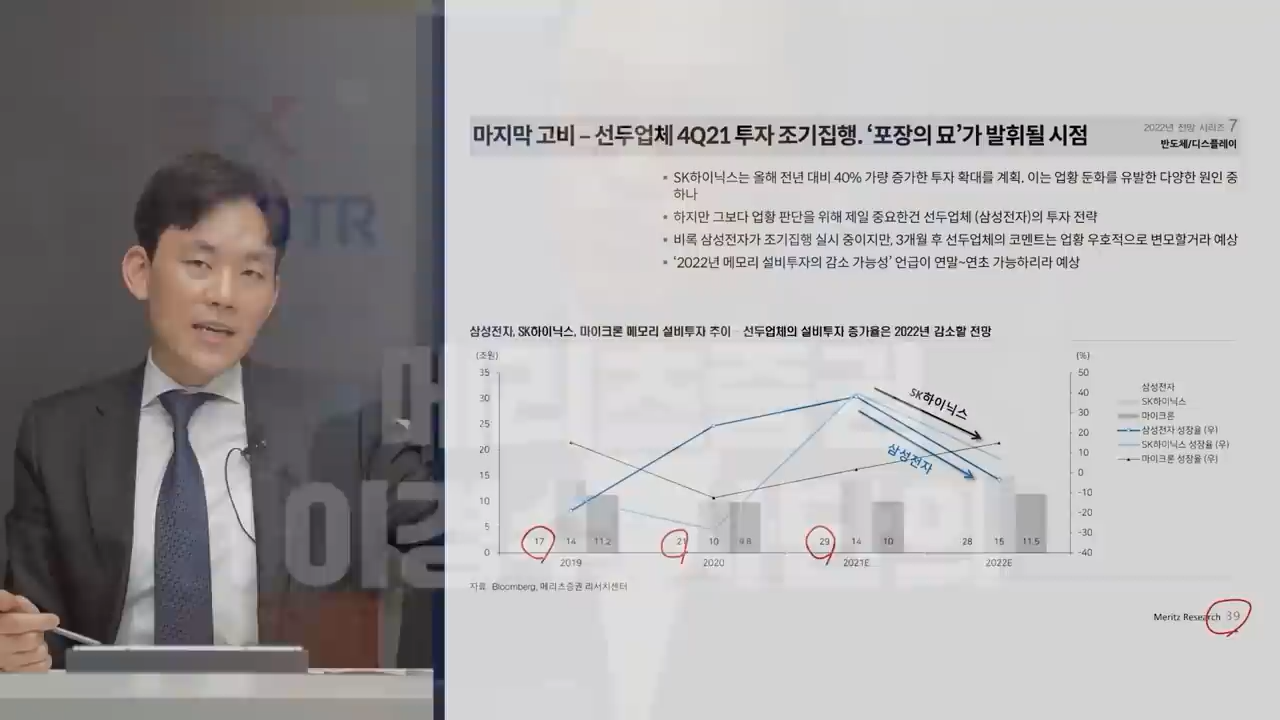 마지막 고비 – 선두업체 4Q21 투자 조기집행. ‘포장의 묘’가 발휘될 시점
2022년 전망 시리즈 7
반도체/디스플레이
▪ SK하이닉스는 올해 전년 대비 40% 가량 증가한 투자 확대를 계획. 이는 업황 둔화를 유발한 다양한 원인 중
하나
▪ 하지만 그보다 업황 판단을 위해 제일 중요한건 선두업체 (삼성전자)의 투자 전략
▪ 비록 삼성전자가 조기집행 실시 중이지만, 3개월 후 선두업체의 코멘트는 업황 우호적으로 변모할거라 예상
▪ ‘2022년 메모리 설비투자의 감소 가능성’ 언급이 연말~연초 가능하리라 예상
삼성전자, SK하이닉스, 마이크론 메모리 설비투자 추이 – 선두업체의 설비투자 증가율은 2022년 감소할 전망
(조원)
(%)
35
30
25
20
15
10
5
0
50
40
30
20
10
0
-10
-20
-30
-40
SK하이닉스
삼성전자
17 14 11.2
21 10 9.8
29 14 10
28 15 11.5
2019 2020 2021E 2022E
삼성전자
SK하이닉스
마이크론
삼성전자 성장율 (우)
SK하이닉스 성장율 (우)
마이크론 성장율 (우)
자료: Bloomberg, 메리츠증권 리서치센터
Meritz Research 39
TR
메리츠증권